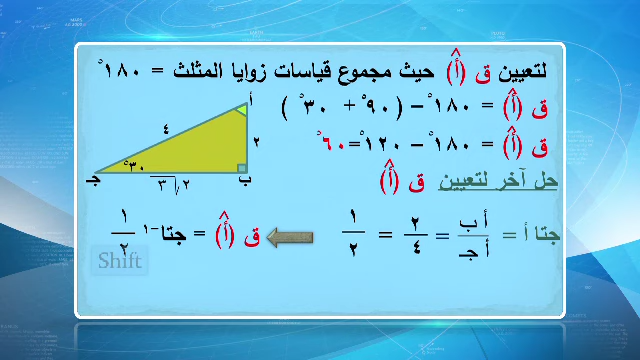 لتعيين ق (أ^) حيث مجموع قياسات زوايا المثلث = ١٨٠°
ق (أ^) = ١٨٠° − ( ٩٠° + ٣٠° )
ق (أ^) = ١٨٠° − ١٢٠° = ٦٠°
أ
٤
٢
٣٠°
ب
جـ
٢√٣
حل آخر لتعيين ق (أ^)
جتا أ = أ ب / أ جـ = ٢ / ٤ = ١ / ٢
ق (أ^) = جتا⁻¹ ١ / ٢
Shift